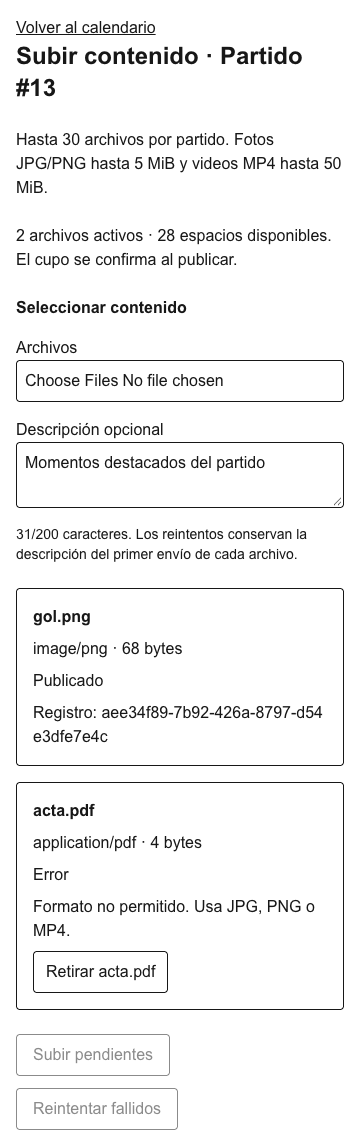 Volver al calendario
Subir contenido · Partido
#13
Hasta 30 archivos por partido. Fotos
JPG/PNG hasta 5 MiB y videos MP4 hasta 50
MiB.
2 archivos activos · 28 espacios disponibles.
El cupo se confirma al publicar.
Seleccionar contenido
Archivos
Choose Files No file chosen
Descripción opcional
Momentos destacados del partido
31/200 caracteres. Los reintentos conservan la
descripción del primer envío de cada archivo.
gol.png
image/png · 68 bytes
Publicado
Registro: aee34f89-7b92-426a-8797-d54
e3dfe7e4c
acta.pdf
application/pdf · 4 bytes
Error
Formato no permitido. Usa JPG, PNG o
MP4.
Retirar acta.pdf
Subir pendientes
Reintentar fallidos